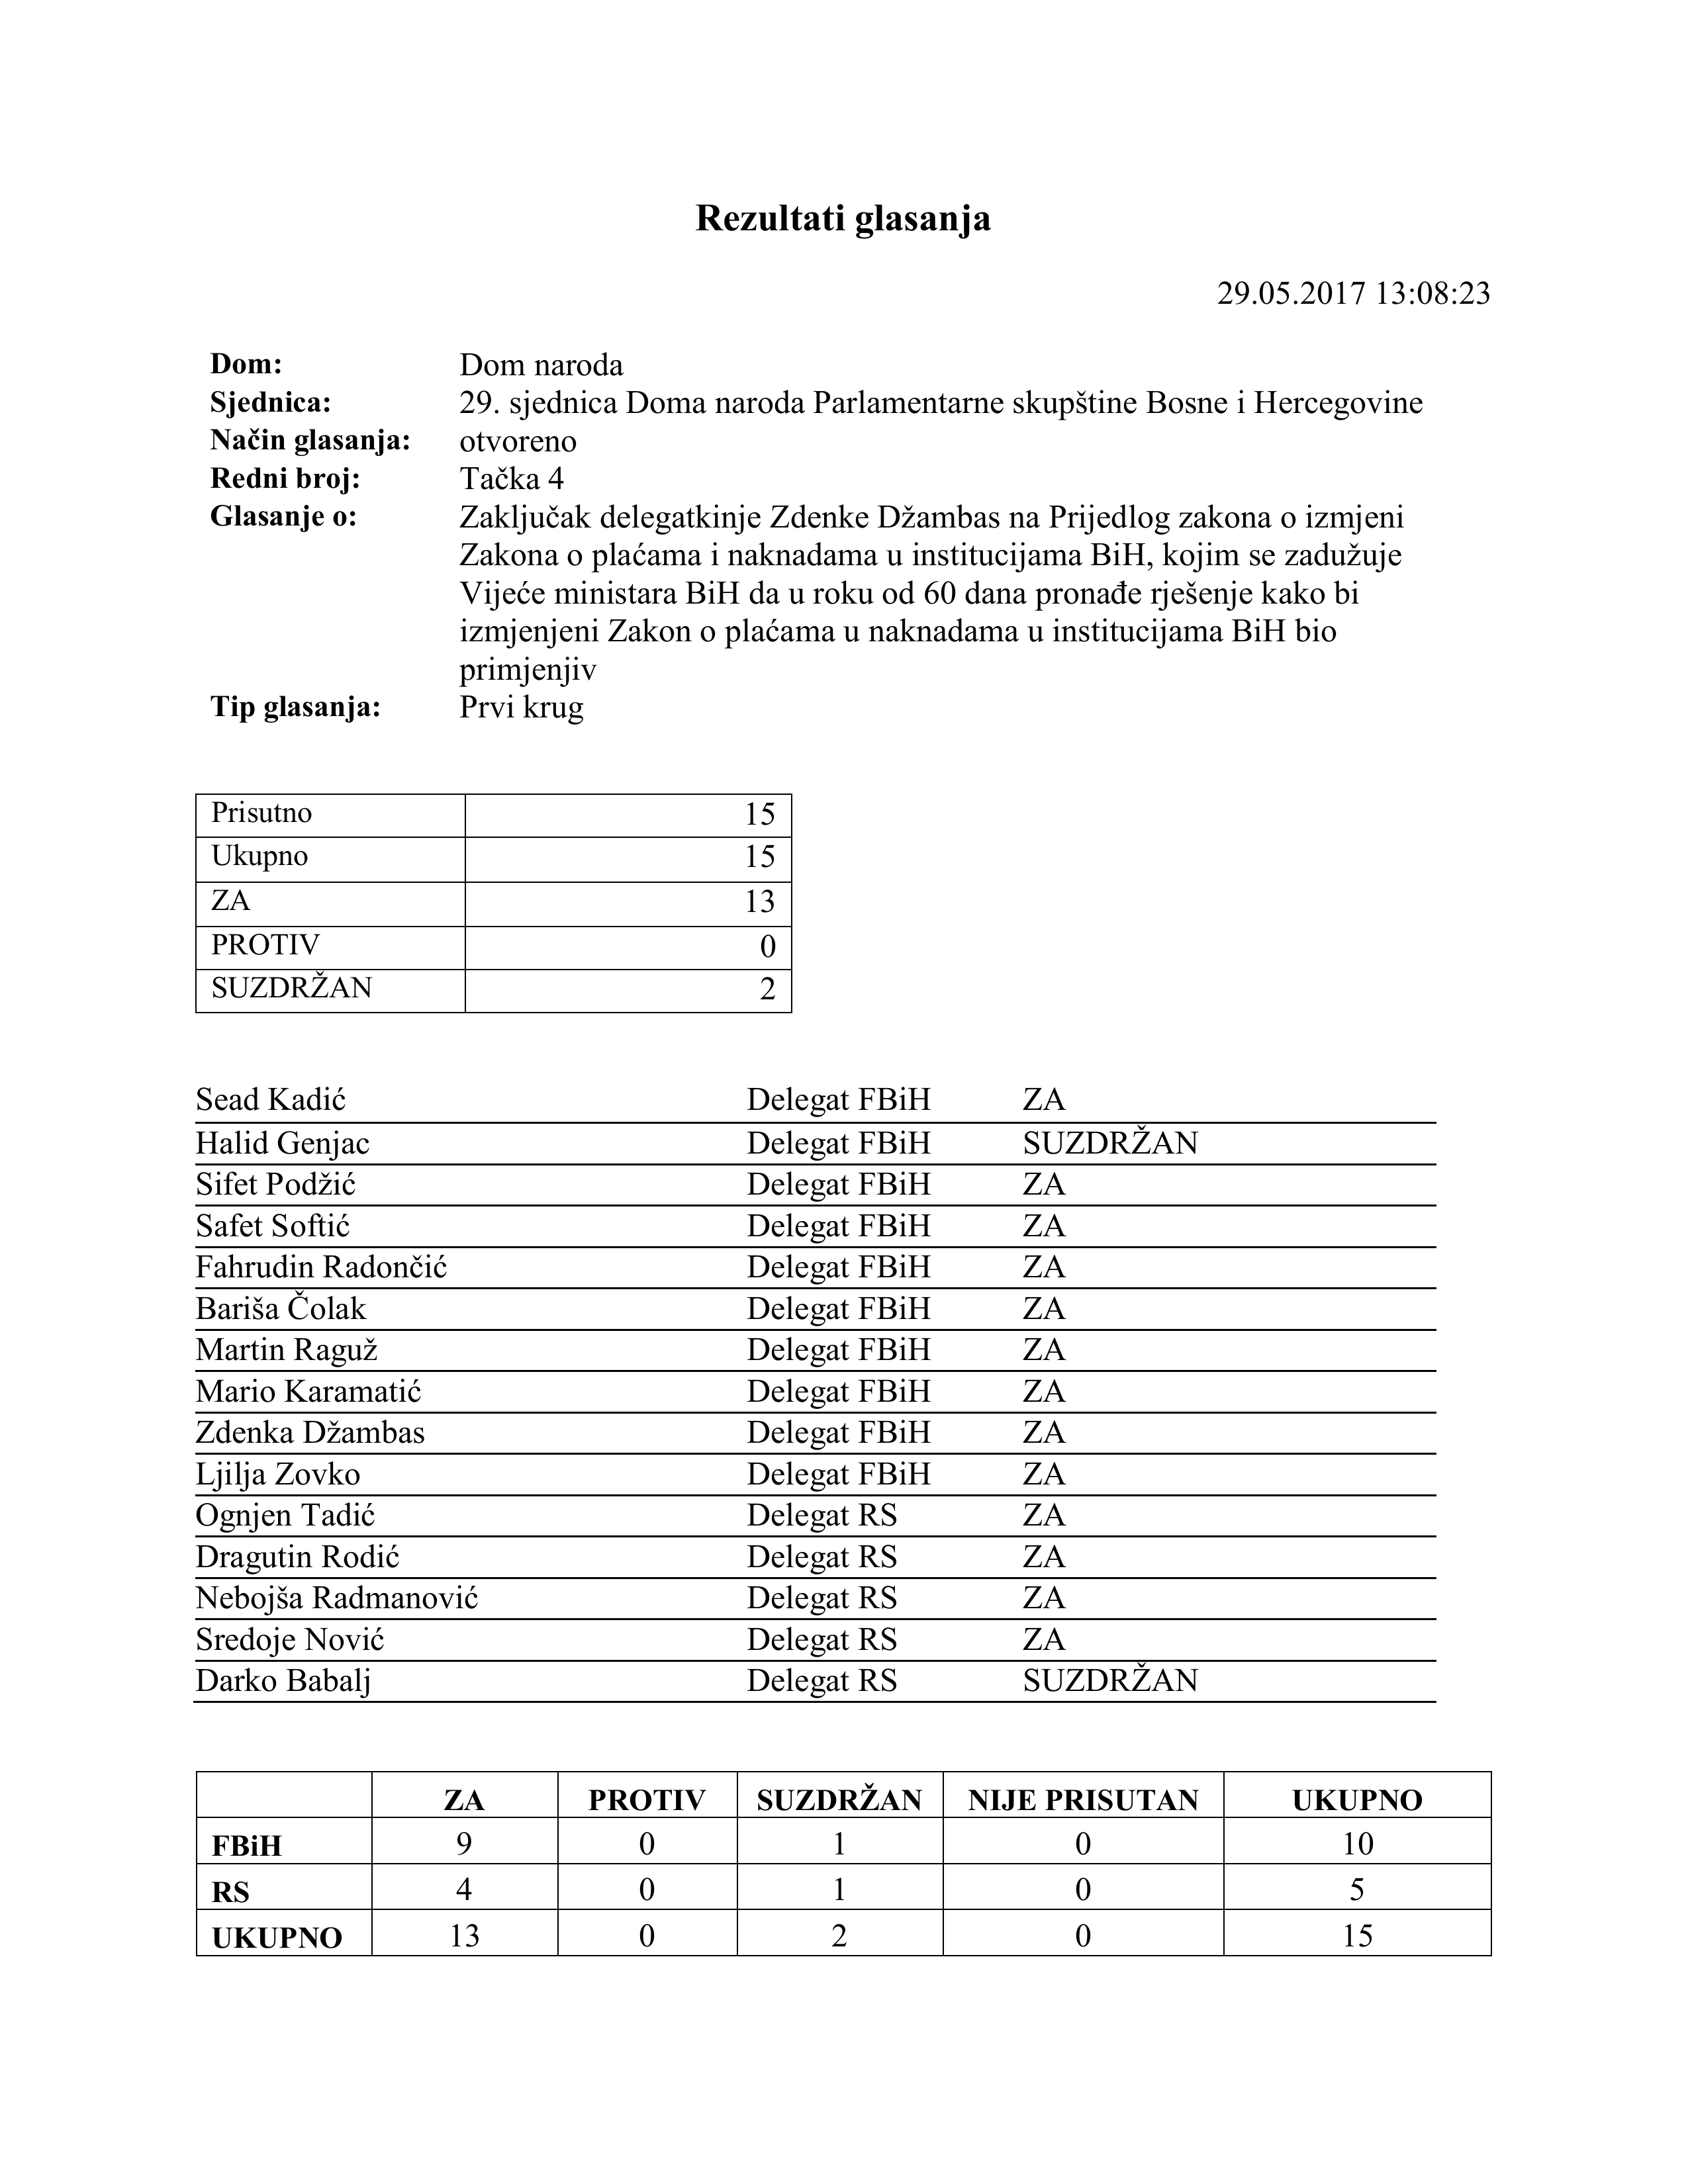 Rezultati glasanja
29.05.2017 13:08:23
Dom: Dom naroda
Sjednica: 29. sjednica Doma naroda Parlamentarne skupštine Bosne i Hercegovine
Način glasanja: otvoreno
Redni broj: Tačka 4
Glasanje o: Zaključak delegatkinje Zdenke Džambas na Prijedlog zakona o izmjeni
Zakona o plaćama i naknadama u institucijama BiH, kojim se zadužuje
Vijeće ministara BiH da u roku od 60 dana pronađe rješenje kako bi
izmjenjeni Zakon o plaćama u naknadama u institucijama BiH bio
primjenjiv
Tip glasanja: Prvi krug
Prisutno 15
Ukupno 15
ZA 13
PROTIV 0
SUZDRŽAN 2
Sead Kadić Delegat FBiH ZA
Halid Genjac Delegat FBiH SUZDRŽAN
Sifet Podžić Delegat FBiH ZA
Safet Softić Delegat FBiH ZA
Fahrudin Radončić Delegat FBiH ZA
Bariša Čolak Delegat FBiH ZA
Martin Raguž Delegat FBiH ZA
Mario Karamatić Delegat FBiH ZA
Zdenka Džambas Delegat FBiH ZA
Ljilja Zovko Delegat FBiH ZA
Ognjen Tadić Delegat RS ZA
Dragutin Rodić Delegat RS ZA
Nebojša Radmanović Delegat RS ZA
Sredoje Nović Delegat RS ZA
Darko Babalj Delegat RS SUZDRŽAN
ZA PROTIV SUZDRŽAN NIJE PRISUTAN UKUPNO
FBiH 9 0 1 0 10
RS 4 0 1 0 5
UKUPNO 13 0 2 0 15